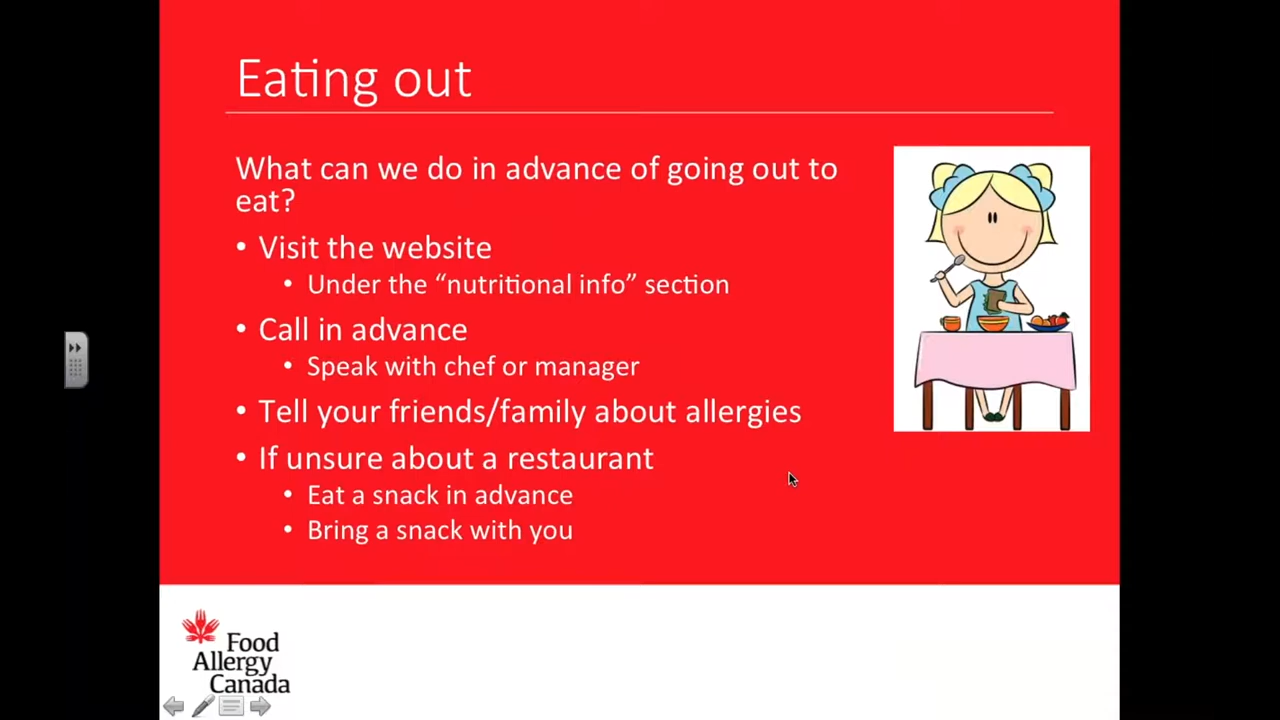 Eating out
What can we do in advance of going out to
eat?
• Visit the website
• Under the “nutritional info” section
• Call in advance
• Speak with chef or manager
• Tell your friends/family about allergies
• If unsure about a restaurant
• Eat a snack in advance
• Bring a snack with you
Food
Allergy
Canada